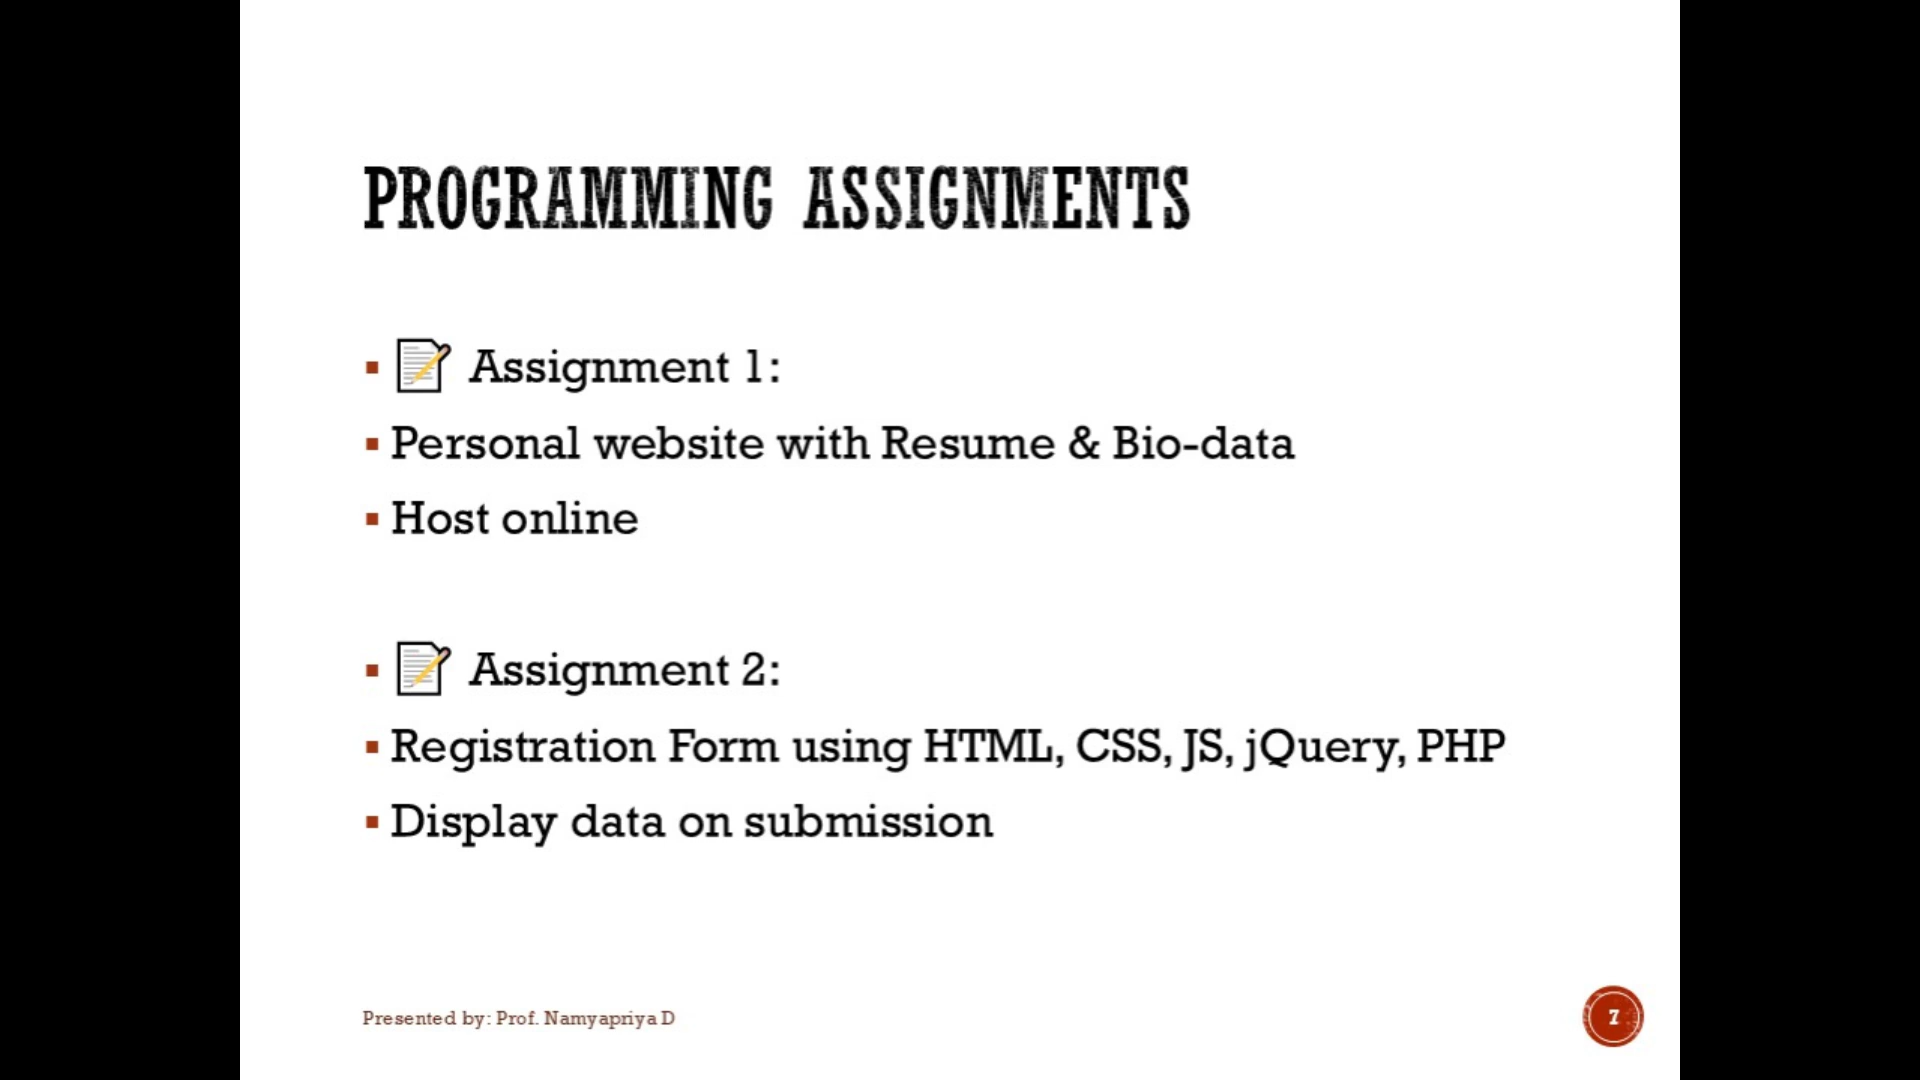 PROGRAMMING ASSIGNMENTS
📝 Assignment 1:
Personal website with Resume & Bio-data
Host online
📝 Assignment 2:
Registration Form using HTML, CSS, JS, jQuery, PHP
Display data on submission
Presented by: Prof. Namyapriya D
7